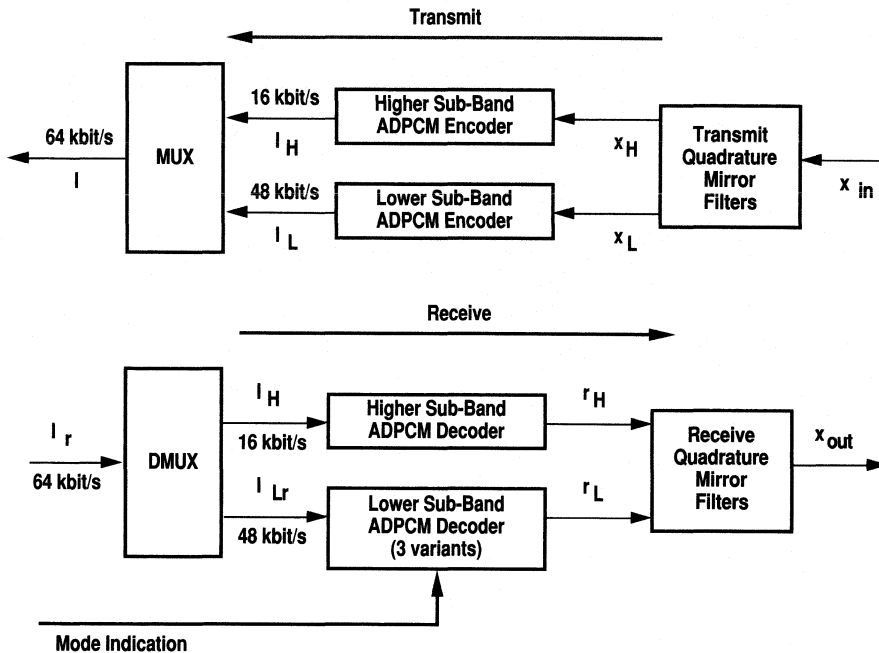 Transmit
16 kbit/s
Higher Sub-Band
ADPCM Encoder
64 kbit/s
MUX
I H
x H
Transmit
Quadrature
Mirror
Filters
I
48 kbit/s
Lower Sub-Band
ADPCM Encoder
x in
I L
x L
Receive
I H
r H
Higher Sub-Band
ADPCM Decoder
I r
16 kbit/s
DMUX
Receive
Quadrature
Mirror
Filters
x out
64 kbit/s
I Lr
r L
48 kbit/s
Lower Sub-Band
ADPCM Decoder
(3 variants)
Mode Indication